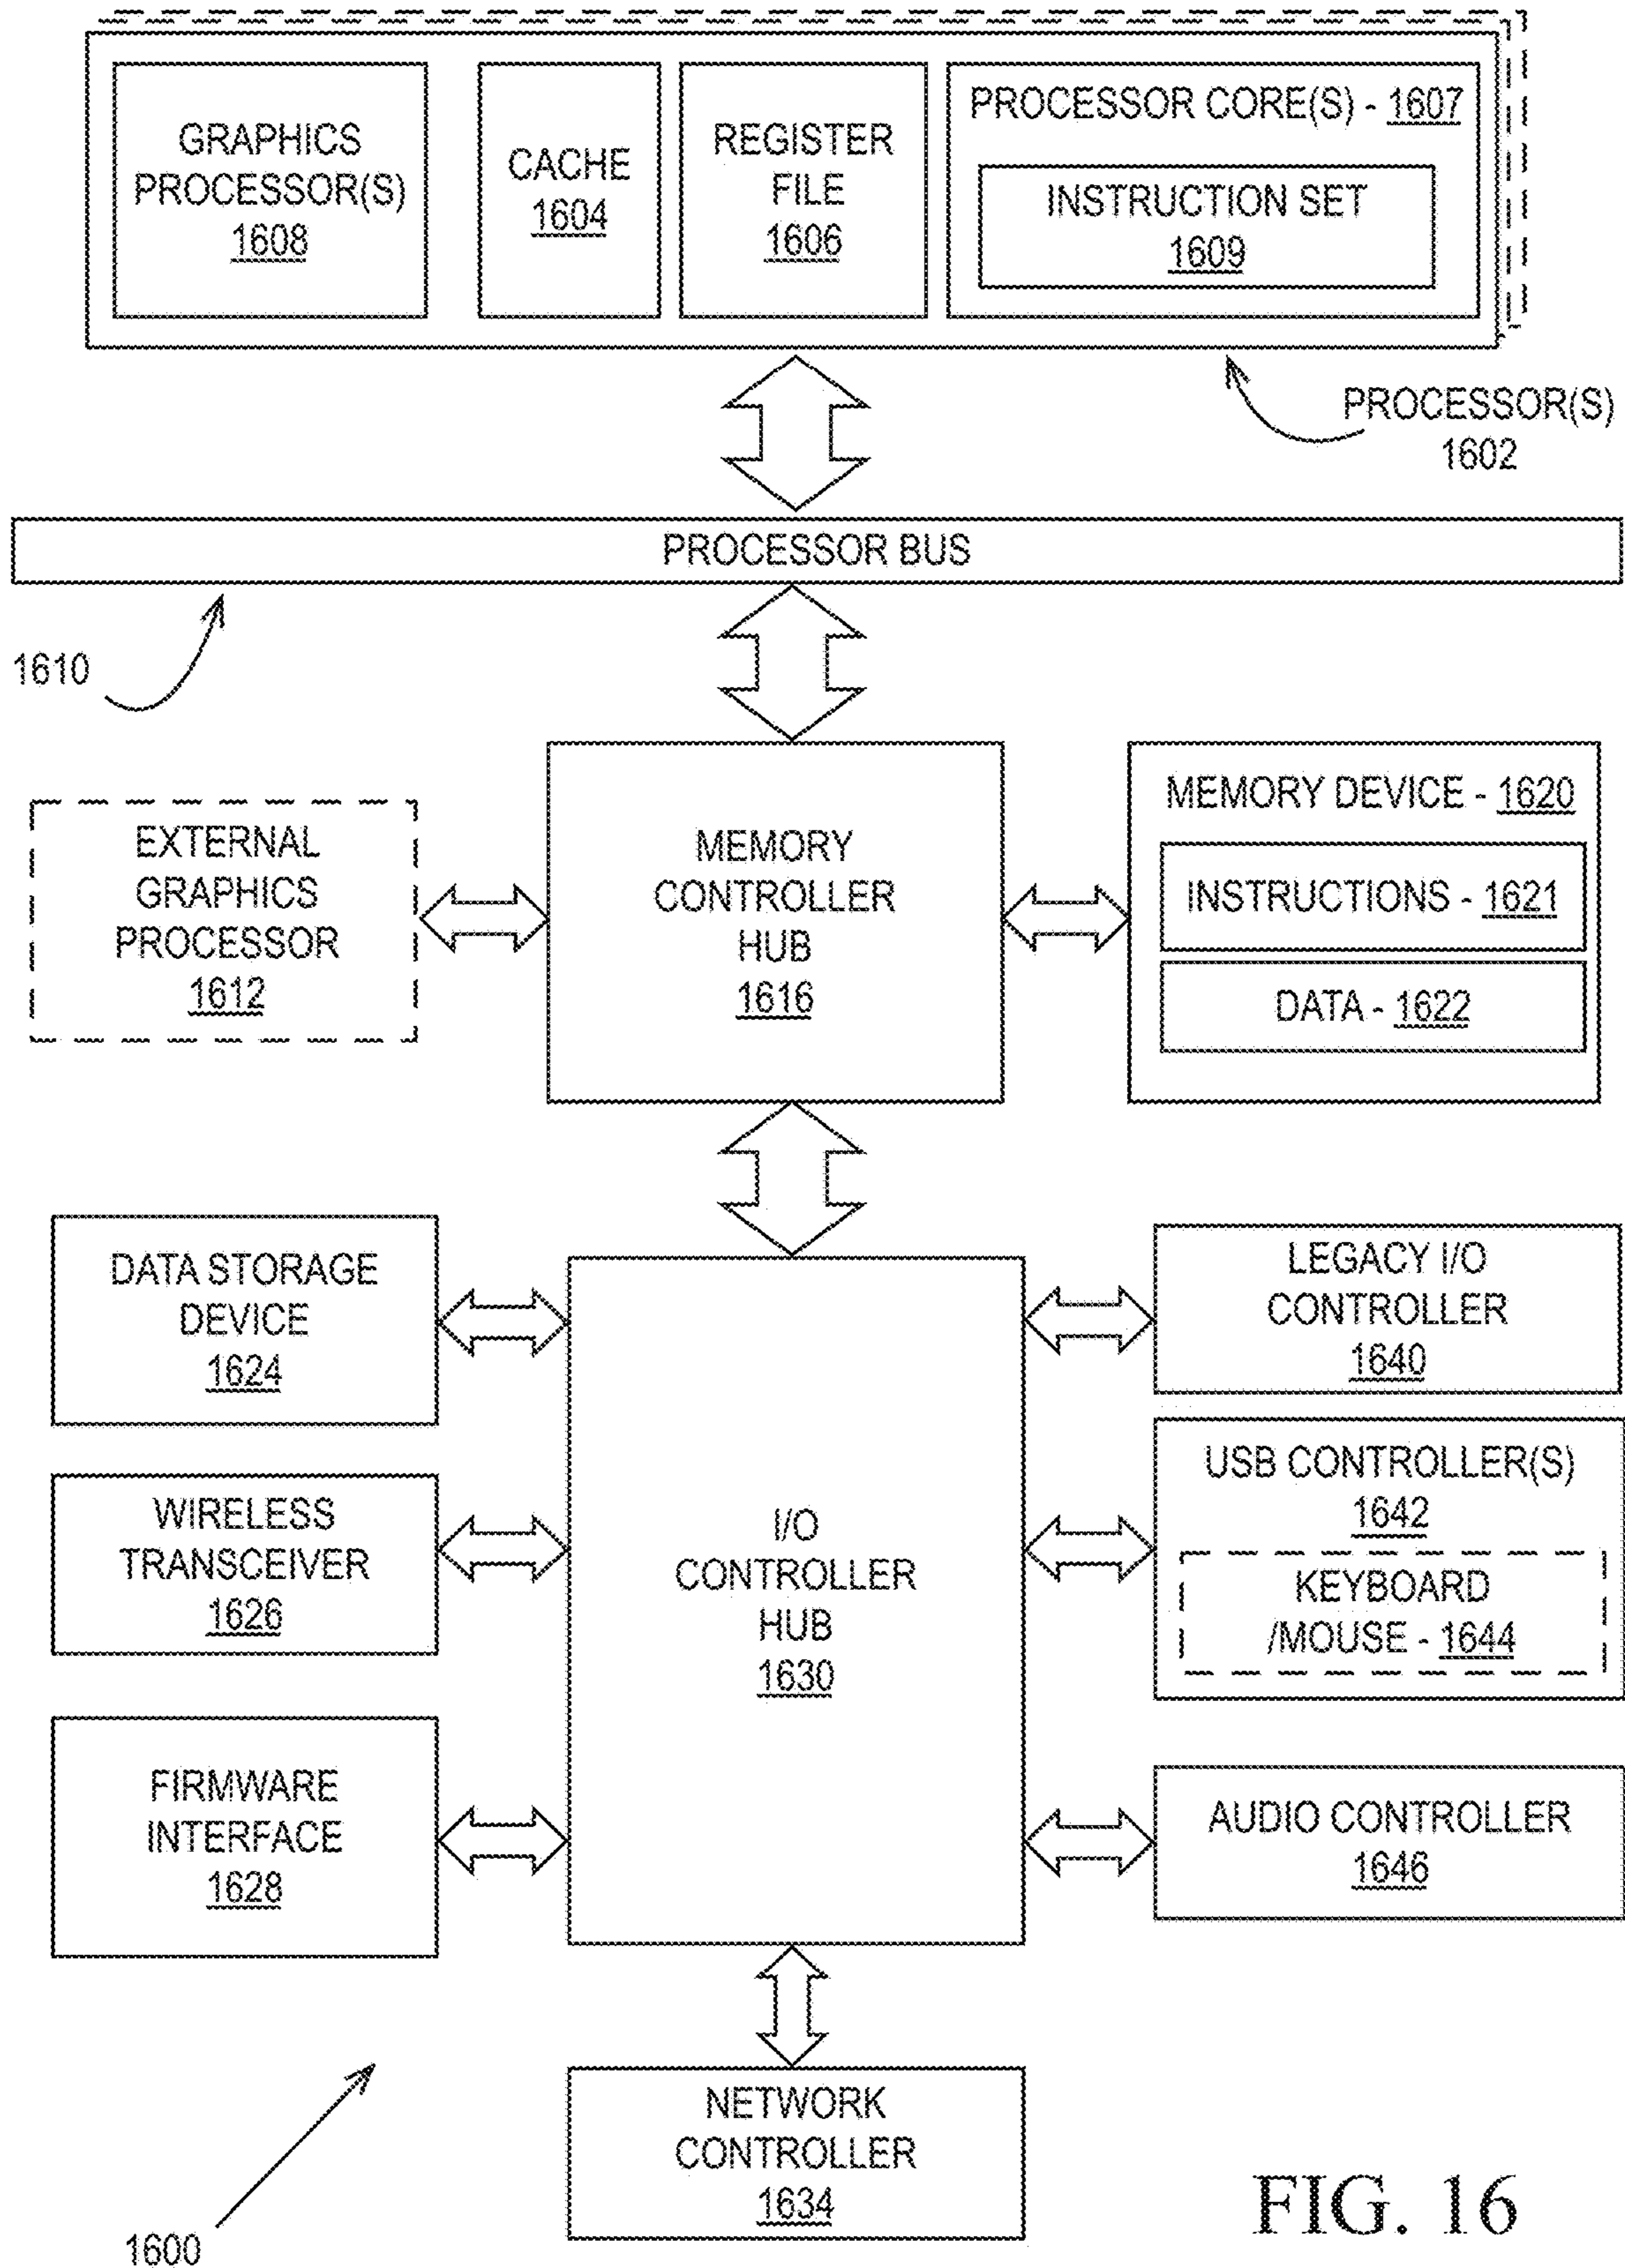 GRAPHICS
PROCESSOR(S)
1608
CACHE
1604
REGISTER
FILE
1606
PROCESSOR CORE(S) - 1607
INSTRUCTION SET
1609
PROCESSOR(S)
1602
PROCESSOR BUS
1610
EXTERNAL
GRAPHICS
PROCESSOR
1612
MEMORY
CONTROLLER
HUB
1616
MEMORY DEVICE - 1620
INSTRUCTIONS - 1621
DATA - 1622
DATA STORAGE
DEVICE
1624
WIRELESS
TRANSCEIVER
1626
FIRMWARE
INTERFACE
1628
I/O
CONTROLLER
HUB
1630
LEGACY I/O
CONTROLLER
1640
USB CONTROLLER(S)
1642
KEYBOARD
/MOUSE - 1644
AUDIO CONTROLLER
1646
NETWORK
CONTROLLER
1634
1600
FIG. 16